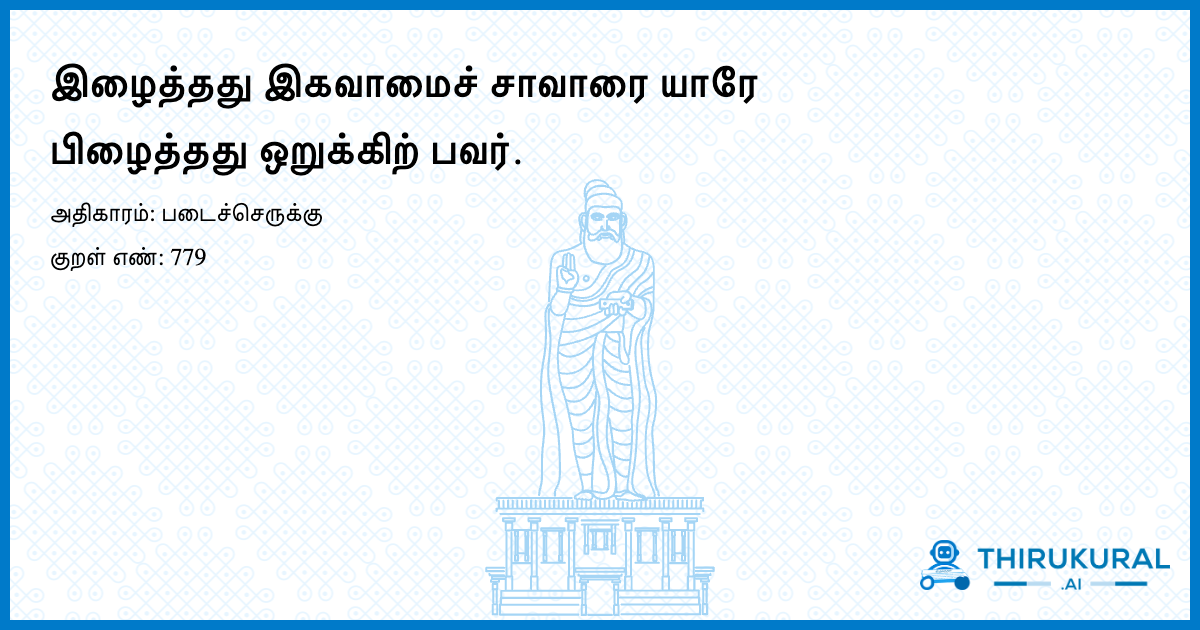 இழைத்தது இகவாமைச் சாவாரை யாரே
பிழைத்தது ஒறுக்கிற் பவர்.
அதிகாரம்: படைச்செருக்கு
குறள் எண்: 779
THIRUKURAL
.AI